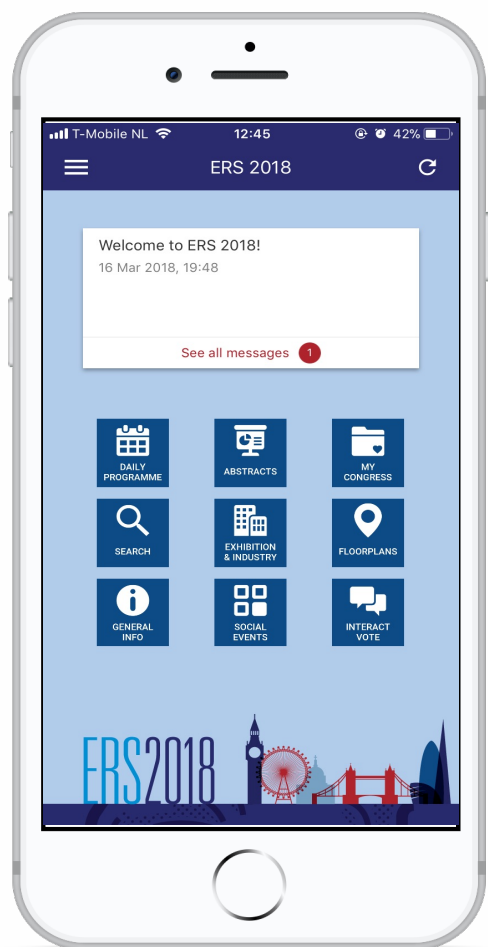 T-Mobile NL 12:45 42%
ERS 2018
Welcome to ERS 2018!
16 Mar 2018, 19:48
See all messages 1
DAILY
PROGRAMME
ABSTRACTS
MY
CONGRESS
SEARCH
EXHIBITION
& INDUSTRY
FLOORPLANS
GENERAL
INFO
SOCIAL
EVENTS
INTERACT
VOTE
ERS2018